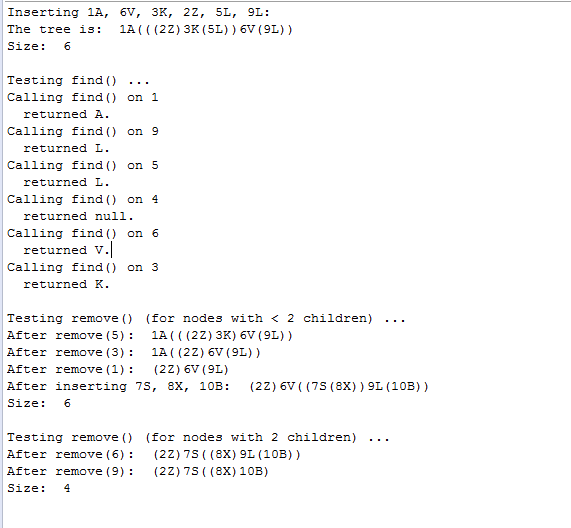 Inserting 1A, 6V, 3K, 2Z, 5L, 9L:
The tree is:  1A(((2Z)3K(5L))6V(9L))
Size:  6
Testing find() ...
Calling find() on 1
  returned A.
Calling find() on 9
  returned L.
Calling find() on 5
  returned L.
Calling find() on 4
  returned null.
Calling find() on 6
  returned V.
Calling find() on 3
  returned K.
Testing remove() (for nodes with < 2 children) ...
After remove(5):  1A(((2Z)3K)6V(9L))
After remove(3):  1A((2Z)6V(9L))
After remove(1):  (2Z)6V(9L)
After inserting 7S, 8X, 10B:  (2Z)6V((7S(8X))9L(10B))
Size:  6
Testing remove() (for nodes with 2 children) ...
After remove(6):  (2Z)7S((8X)9L(10B))
After remove(9):  (2Z)7S((8X)10B)
Size:  4